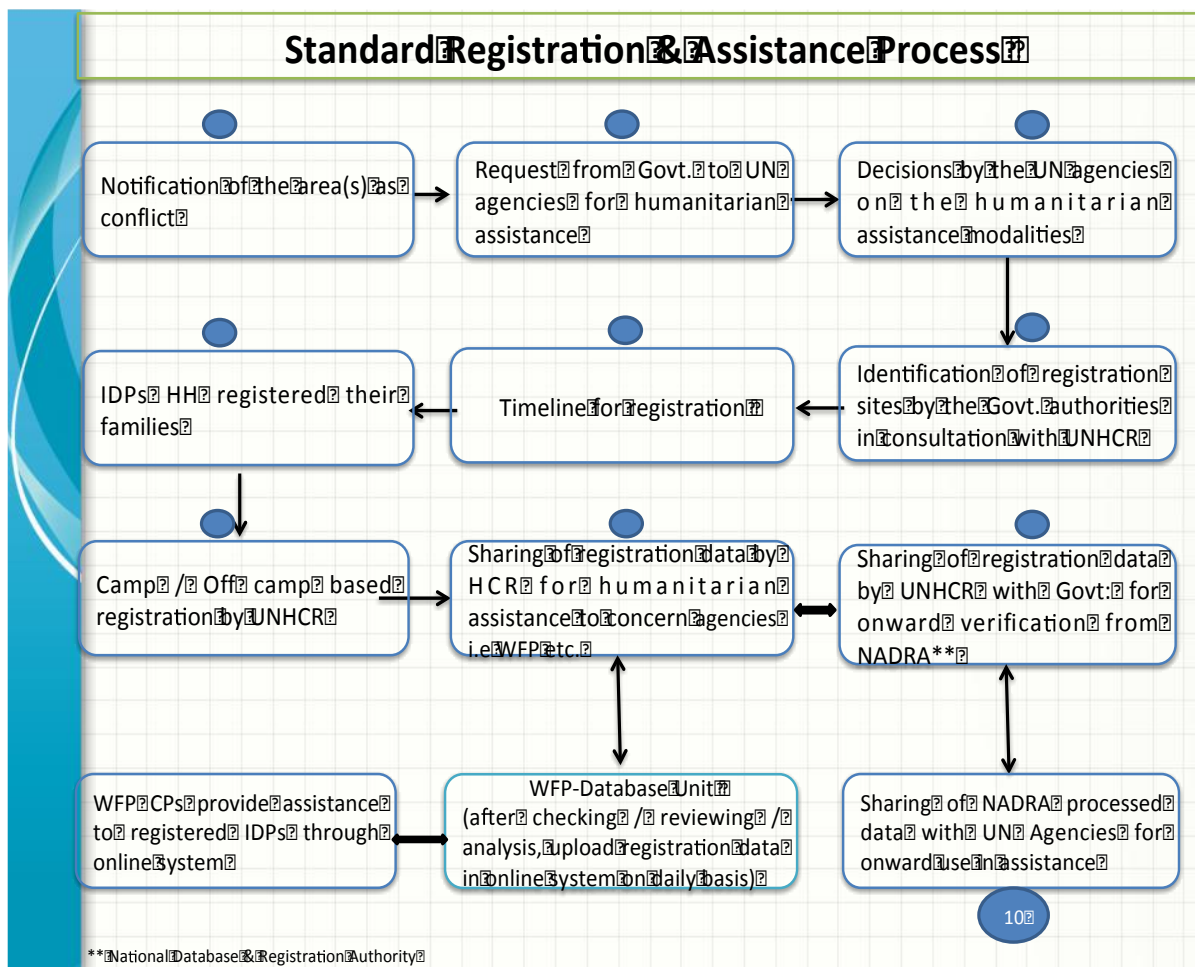 Standard Registration & Assistance Process
Notification of the area(s) as
conflict
Request from Govt. to UN
agencies for humanitarian
assistance
Decisions by the UN agencies
on the humanitarian
assistance modalities
IDPs HH registered their
families
Timeline for registration
Identification of registration
sites by the Govt. authorities
in consultation with UNHCR
Camp / Off camp based
registration by UNHCR
Sharing of registration data by
HCR for humanitarian
assistance to concern agencies
i.e WFP etc.
Sharing of registration data
by UNHCR with Govt: for
onward verification from
NADRA**
WFP CPs provide assistance
to registered IDPs through
online system
WFP-Database Unit
(after checking / reviewing /
analysis, upload registration data
in online system on daily basis)
Sharing of NADRA processed
data with UN Agencies for
onward use in assistance
10
** National Database & Registration Authority